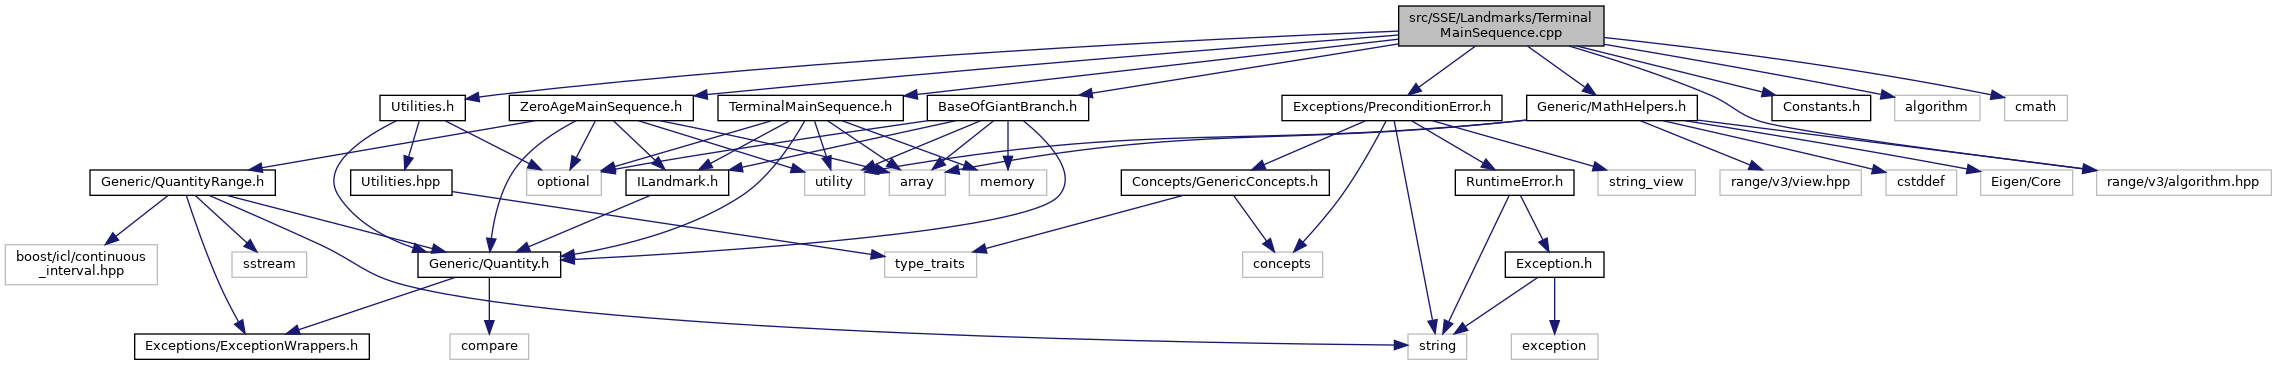 src/SSE/Landmarks/Terminal
MainSequence.cpp
Utilities.h
ZeroAgeMainSequence.h
TerminalMainSequence.h
BaseOfGiantBranch.h
Exceptions/PreconditionError.h
Generic/MathHelpers.h
Constants.h
algorithm
cmath
Generic/QuantityRange.h
Utilities.hpp
optional
ILandmark.h
utility
array
memory
Concepts/GenericConcepts.h
RuntimeError.h
string_view
range/v3/view.hpp
cstddef
Eigen/Core
range/v3/algorithm.hpp
boost/icl/continuous
_interval.hpp
sstream
Generic/Quantity.h
type_traits
concepts
Exception.h
Exceptions/ExceptionWrappers.h
compare
string
exception